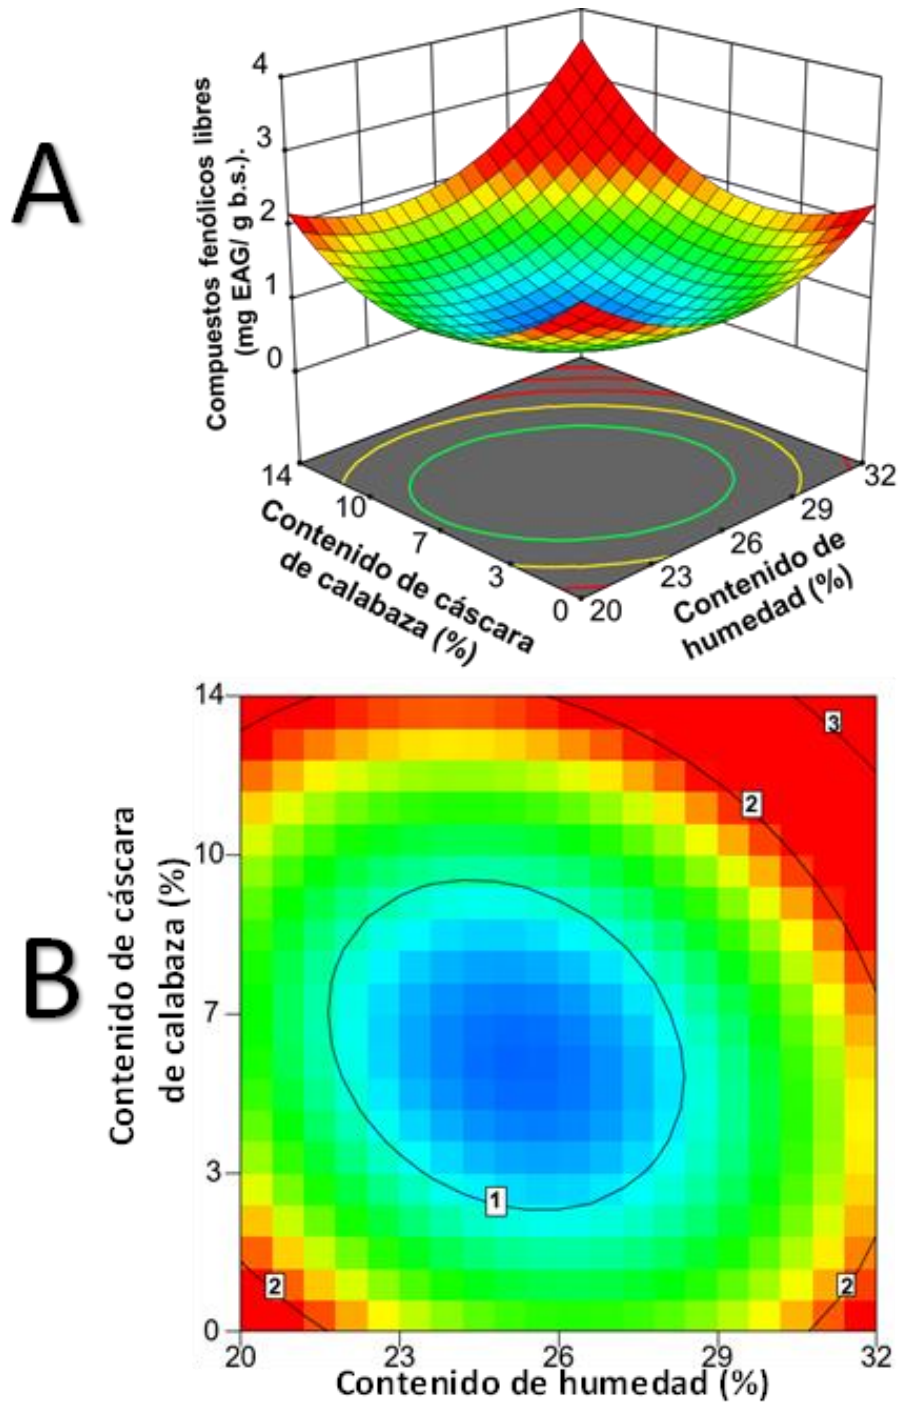 A
Compuestos fenólicos libres
(mg EAG/ g b.s.).
4
3
2
1
0
14
10
7
3
0
20
23
26
29
32
Contenido de cáscara
de calabaza (%)
Contenido de
humedad (%)
B
Contenido de cáscara
de calabaza (%)
14
10
7
3
0
3
2
1
2
2
20
23
26
29
32
Contenido de humedad (%)